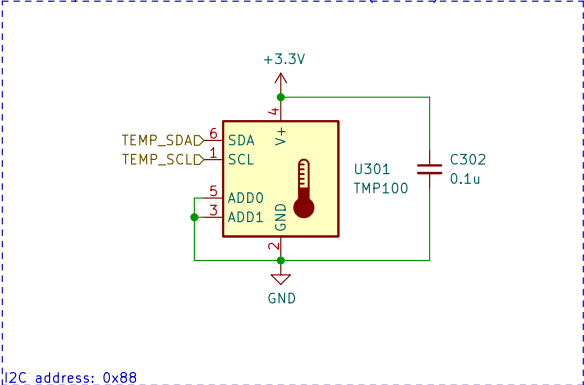 +3.3V
4
TEMP_SDA 6 SDA V+
TEMP_SCL 1 SCL
C302
U301 0.1u
TMP100
5 ADD0
3 ADD1 GND
2
GND
I2C address: 0x88